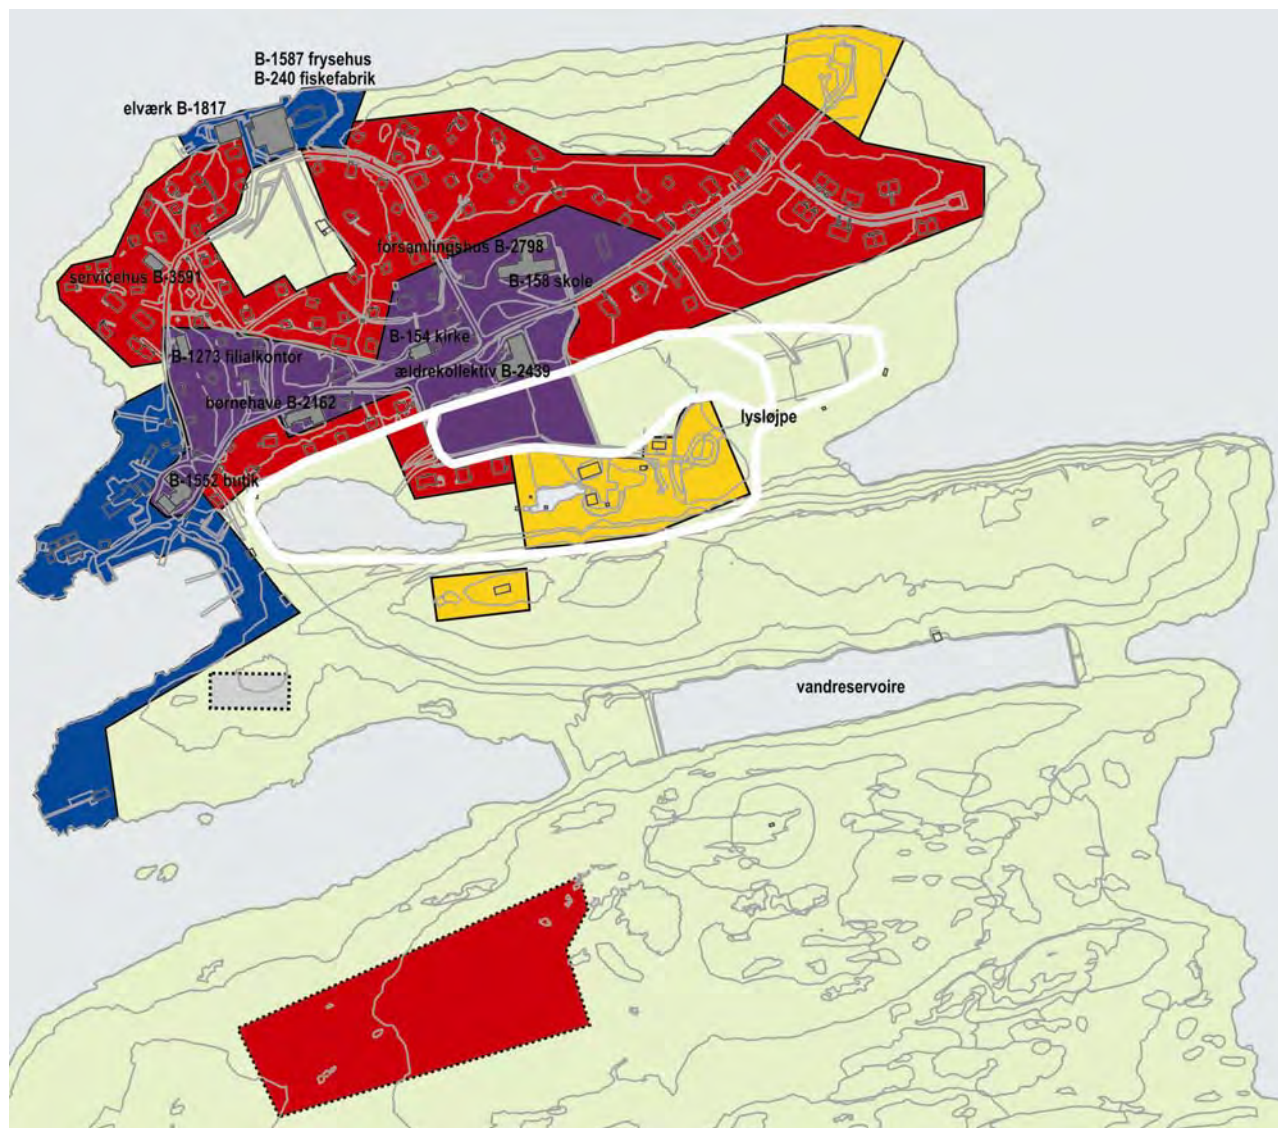 B-1587 frysehus
B-240 fiskefabrik
elværk B-1817
forsamlingshus B-2798
servicehus B-3591
B-158 skole
B-154 kirke
B-1273 filialkontor
ældrekollektiv B-2439
børnehave B-2162
lysløjpe
B-1552 butik
vandreservoire